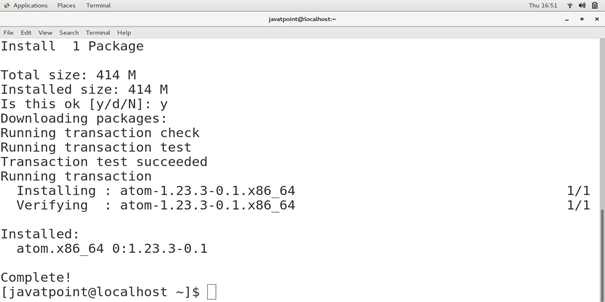 Applications Places Terminal Thu 16:51
javatpoint@localhost:~
File Edit View Search Terminal Help
Install 1 Package
Total size: 414 M
Installed size: 414 M
Is this ok [y/d/N]: y
Downloading packages:
Running transaction check
Running transaction test
Transaction test succeeded
Running transaction
Installing : atom-1.23.3-0.1.x86_64 1/1
Verifying : atom-1.23.3-0.1.x86_64 1/1
Installed:
atom.x86_64 0:1.23.3-0.1
Complete!
[javatpoint@localhost ~]$